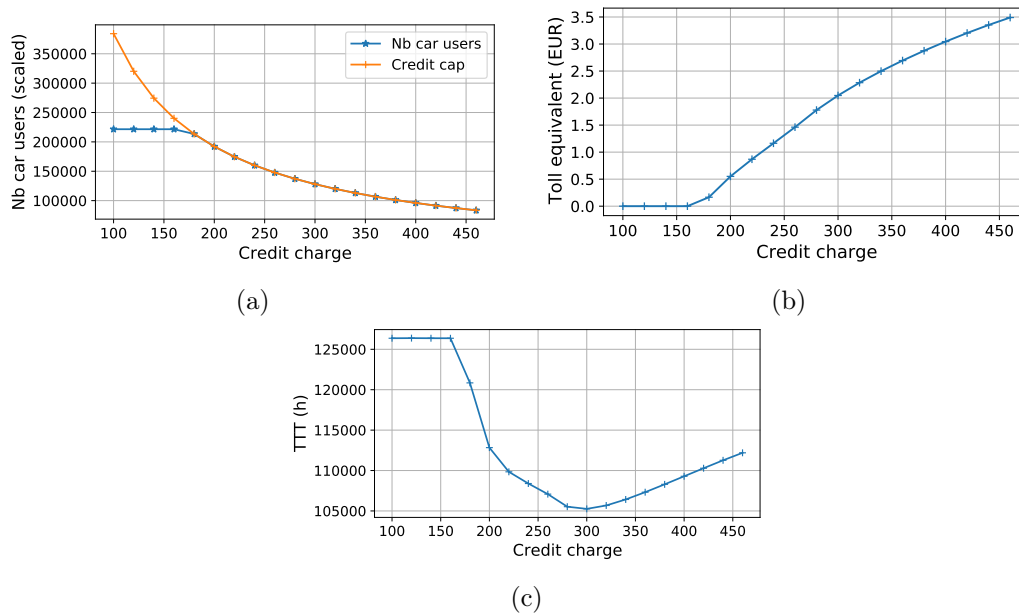 350000
300000
250000
200000
150000
100000
Nb car users (scaled)
Nb car users
Credit cap
100 150 200 250 300 350 400 450
Credit charge
(a)
3.5
3.0
2.5
2.0
1.5
1.0
0.5
0.0
Toll equivalent (EUR)
100 150 200 250 300 350 400 450
Credit charge
(b)
125000
120000
115000
110000
105000
TTT (h)
100 150 200 250 300 350 400 450
Credit charge
(c)